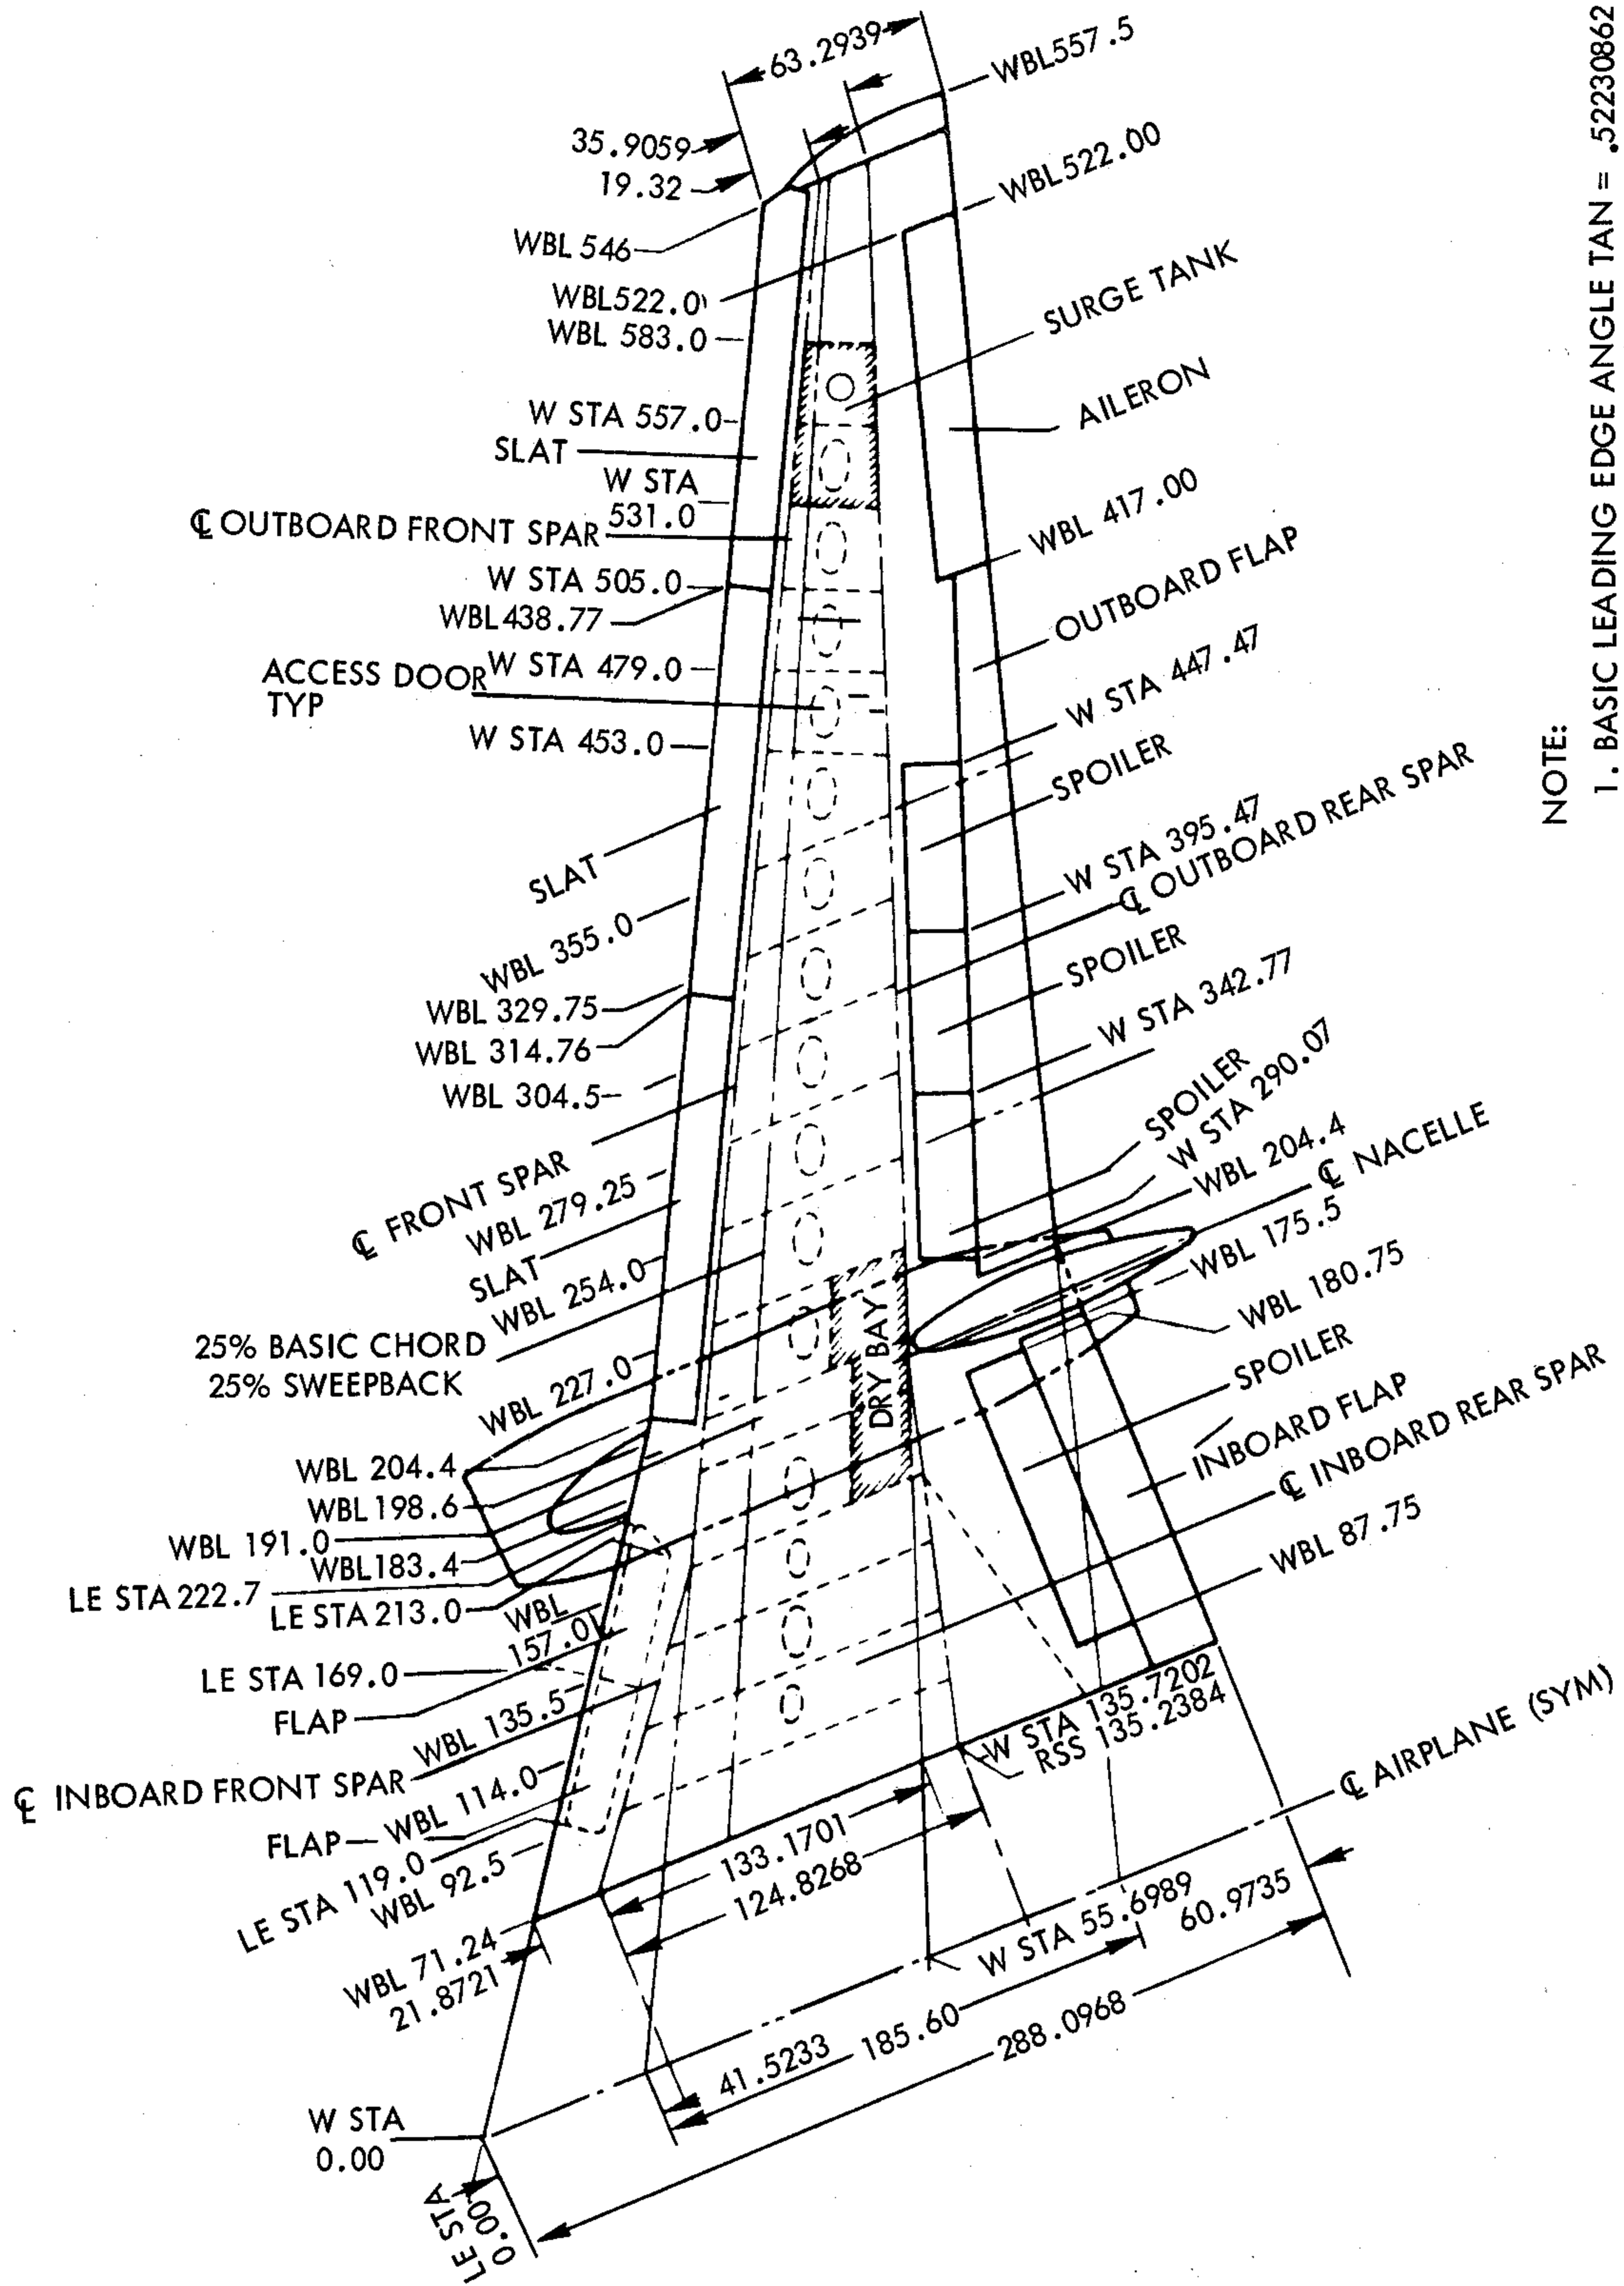 63.2939
WBL557.5
35.9059
19.32
WBL522.00
WBL 546
WBL522.0
WBL 583.0
SURGE TANK
W STA 557.0
AILERON
SLAT
W STA
531.0
℄ OUTBOARD FRONT SPAR
WBL 417.00
W STA 505.0
WBL438.77
OUTBOARD FLAP
ACCESS DOOR
TYP
W STA 479.0
W STA 447.47
W STA 453.0
SPOILER
SLAT
W STA 395.47
℄ OUTBOARD REAR SPAR
WBL 355.0
SPOILER
WBL 329.75
W STA 342.77
WBL 314.76
WBL 304.5
SPOILER
W STA 290.07
℄ FRONT SPAR
WBL 204.4
WBL 279.25
℄ NACELLE
SLAT
WBL 254.0
WBL 175.5
25% BASIC CHORD
25% SWEEPBACK
WBL 180.75
DRY BAY
WBL 227.0
SPOILER
WBL 204.4
INBOARD FLAP
WBL 198.6
℄ INBOARD REAR SPAR
WBL 191.0
WBL183.4
WBL 87.75
LE STA 222.7
LE STA 213.0
WBL
157.0
LE STA 169.0
FLAP
WBL 135.5
W STA 135.7202
RSS 135.2384
℄ INBOARD FRONT SPAR
℄ AIRPLANE (SYM)
FLAP
WBL 114.0
LE STA 119.0
WBL 92.5
133.1701
124.8268
WBL 71.24
21.8721
W STA 55.6989
60.9735
41.5233
185.60
288.0968
W STA
0.00
LE STA
0.00
NOTE:
1. BASIC LEADING EDGE ANGLE TAN = .52230862